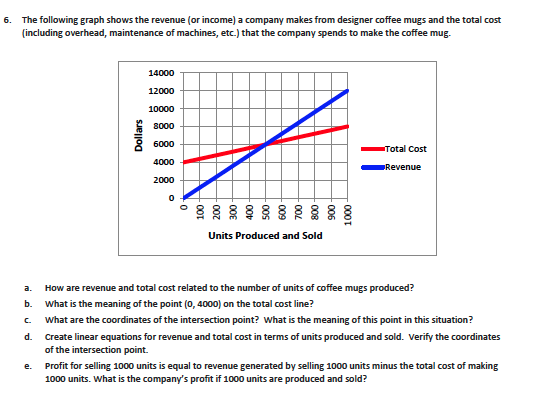 6. The following graph shows the revenue (or income) a company makes from designer coffee mugs and the total cost
(including overhead, maintenance of machines, etc.) that the company spends to make the coffee mug.
14000
12000
10000
8000
6000
4000
2000
0
Dollars
0 100 200 300 400 500 600 700 800 900 1000
Units Produced and Sold
Total Cost
Revenue
a. How are revenue and total cost related to the number of units of coffee mugs produced?
b. What is the meaning of the point (0, 4000) on the total cost line?
c. What are the coordinates of the intersection point? What is the meaning of this point in this situation?
d. Create linear equations for revenue and total cost in terms of units produced and sold. Verify the coordinates
of the intersection point.
e. Profit for selling 1000 units is equal to revenue generated by selling 1000 units minus the total cost of making
1000 units. What is the company's profit if 1000 units are produced and sold?